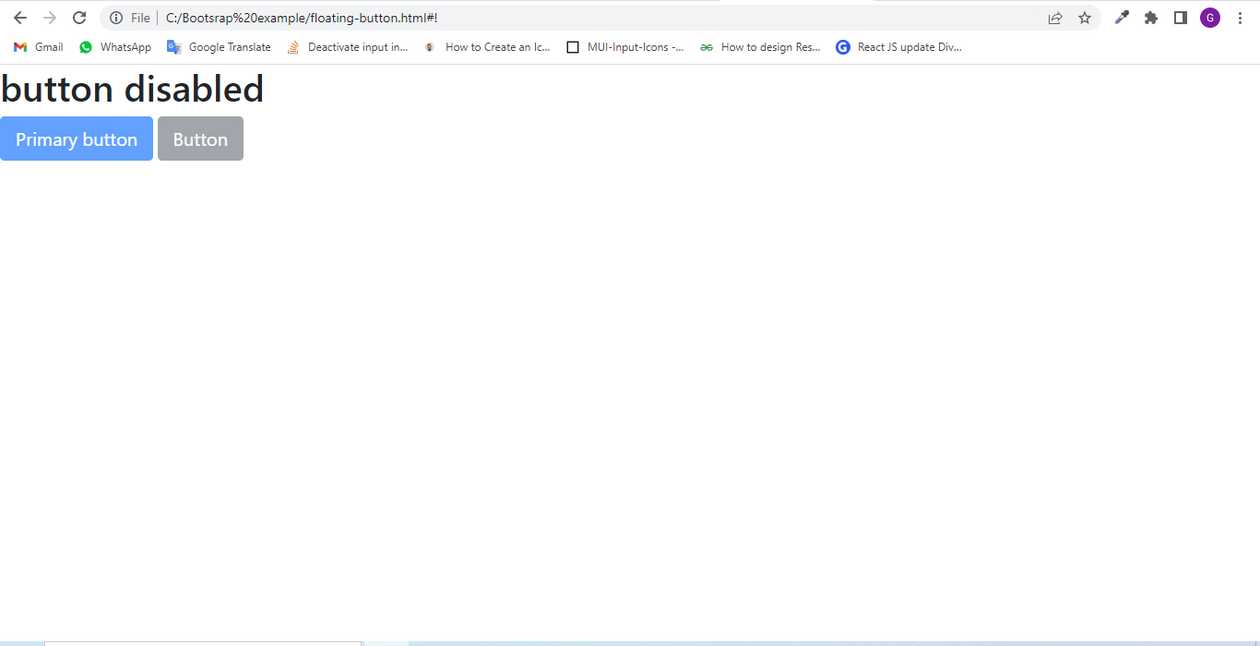 File C:/Bootsrap%20example/floating-button.html#! G
Gmail WhatsApp Google Translate Deactivate input in... How to Create an Ic... MUI-Input-Icons -... How to design Res... React JS update Div...
button disabled
Primary button Button